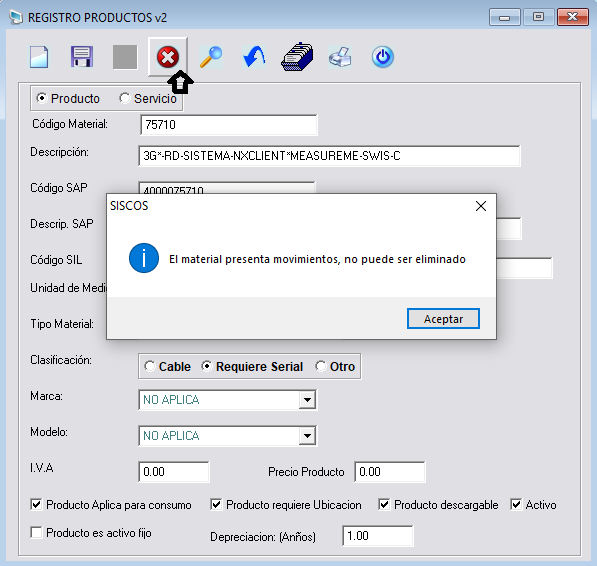 REGISTRO PRODUCTOS v2
Producto Servicio
Código Material: 75710
Descripción: 3G*-RD-SISTEMA-NXCLIENT*MEASUREME-SWIS-C
Código SAP 4000075710
SISCOS
Descrip. SAP
El material presenta movimientos, no puede ser eliminado
Código SIL
Unidad de Medic
Aceptar
Tipo Material:
Clasificación: Cable Requiere Serial Otro
Marca: NO APLICA
Modelo: NO APLICA
I.V.A 0.00 Precio Producto 0.00
Producto Aplica para consumo Producto requiere Ubicacion Producto descargable Activo
Producto es activo fijo Depreciacion: (Anños) 1.00